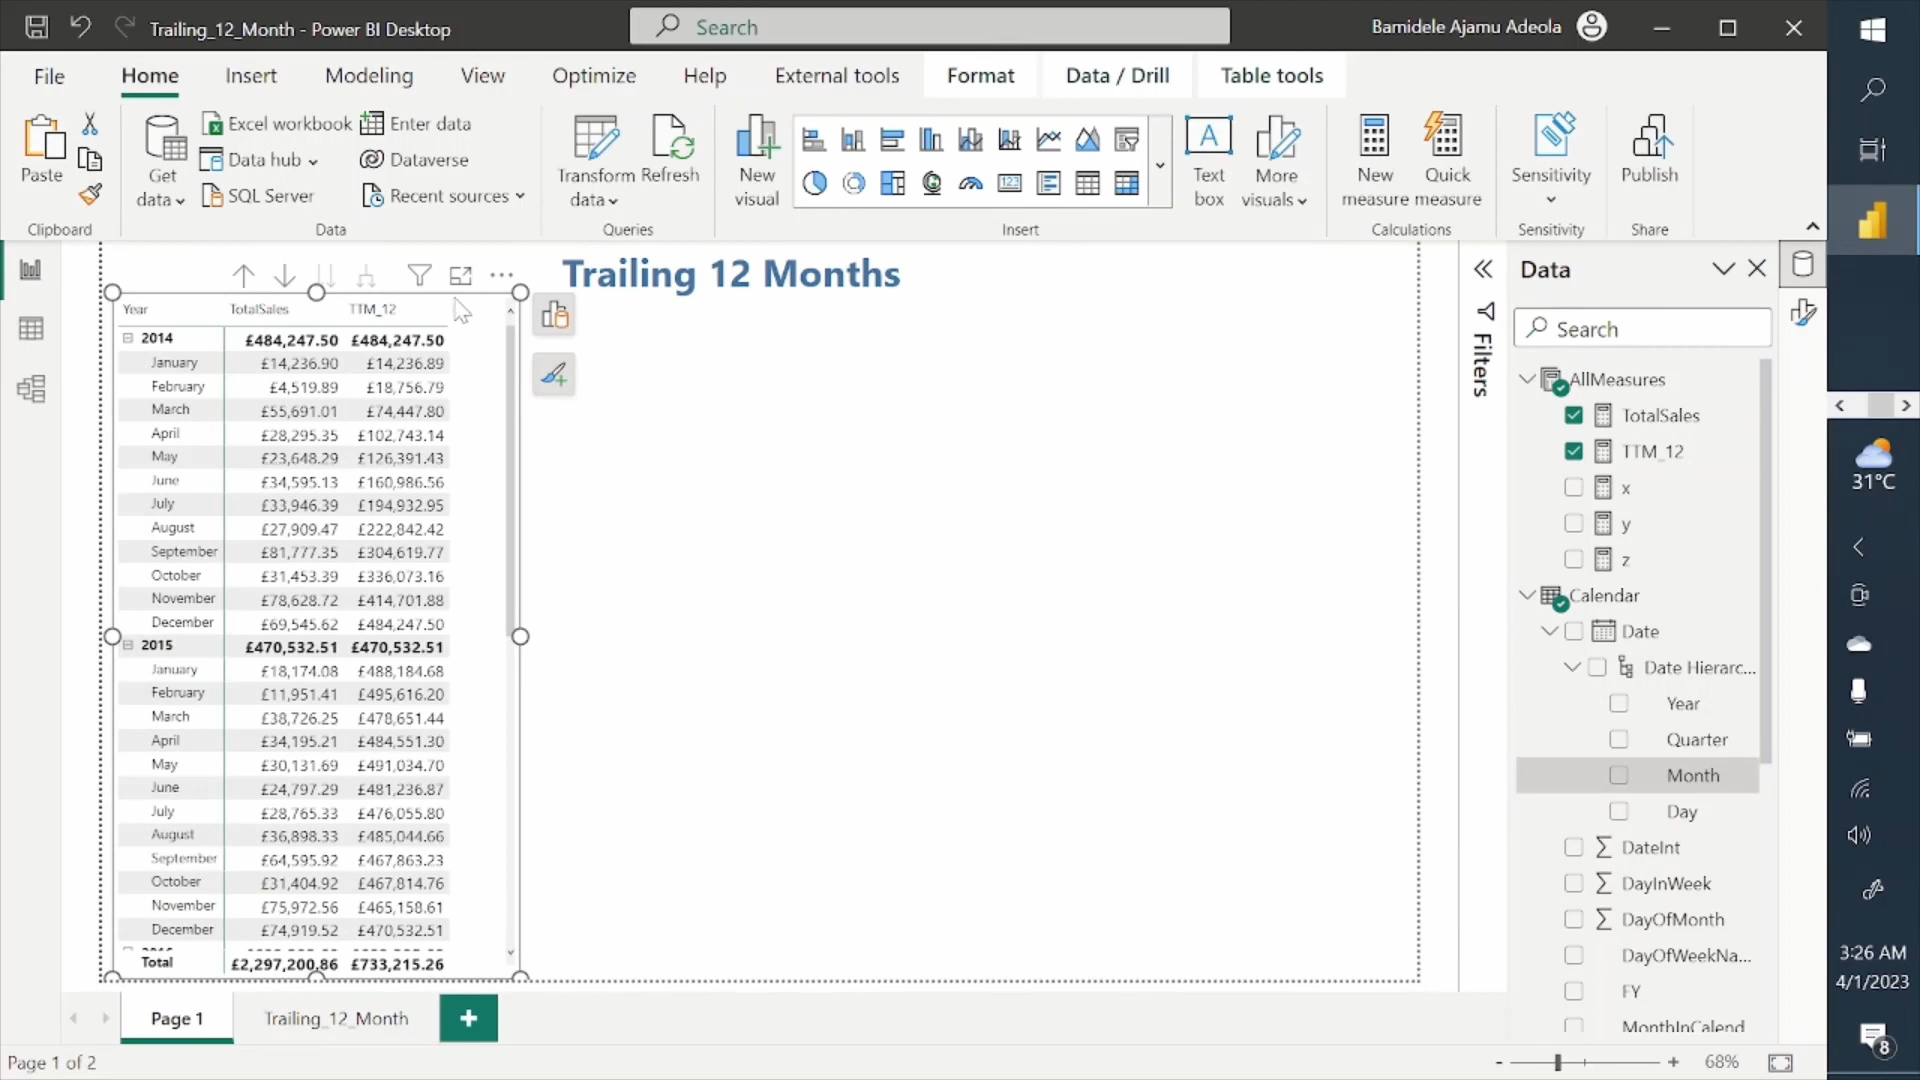 Trailing_12_Month - Power BI Desktop
Search
Bamidele Ajamu Adeola
File Home Insert Modeling View Optimize Help External tools Format Data / Drill Table tools
Paste
Clipboard
Get data
Excel workbook
Data hub
SQL Server
Enter data
Dataverse
Recent sources
Data
Transform data
Refresh
Queries
New visual
123
A
Text box
More visuals
Insert
New measure
Quick measure
Calculations
Sensitivity
Sensitivity
Publish
Share
Trailing 12 Months
Year TotalSales TTM_12
2014 £484,247.50 £484,247.50
January £14,236.90 £14,236.89
February £4,519.89 £18,756.79
March £55,691.01 £74,447.80
April £28,295.35 £102,743.14
May £23,648.29 £126,391.43
June £34,595.13 £160,986.56
July £33,946.39 £194,932.95
August £27,909.47 £222,842.42
September £81,777.35 £304,619.77
October £31,453.39 £336,073.16
November £78,628.72 £414,701.88
December £69,545.62 £484,247.50
2015 £470,532.51 £470,532.51
January £18,174.08 £488,184.68
February £11,951.41 £495,616.20
March £38,726.25 £478,651.44
April £34,195.21 £484,551.30
May £30,131.69 £491,034.70
June £24,797.29 £481,236.87
July £28,765.33 £476,055.80
August £36,898.33 £485,044.66
September £64,595.92 £467,863.23
October £31,404.92 £467,814.76
November £75,972.56 £465,158.61
December £74,919.52 £470,532.51
Total £2,297,200.86 £733,215.26
Filters
Data
Search
AllMeasures
TotalSales
TTM_12
x
y
z
Calendar
Date
Date Hierarc...
Year
Quarter
Month
Day
DateInt
DayInWeek
DayOfMonth
DayOfWeekNa...
FY
MonthInCalend
Page 1 Trailing_12_Month +
Page 1 of 2
- + 68%
31°C
3:26 AM
4/1/2023
8